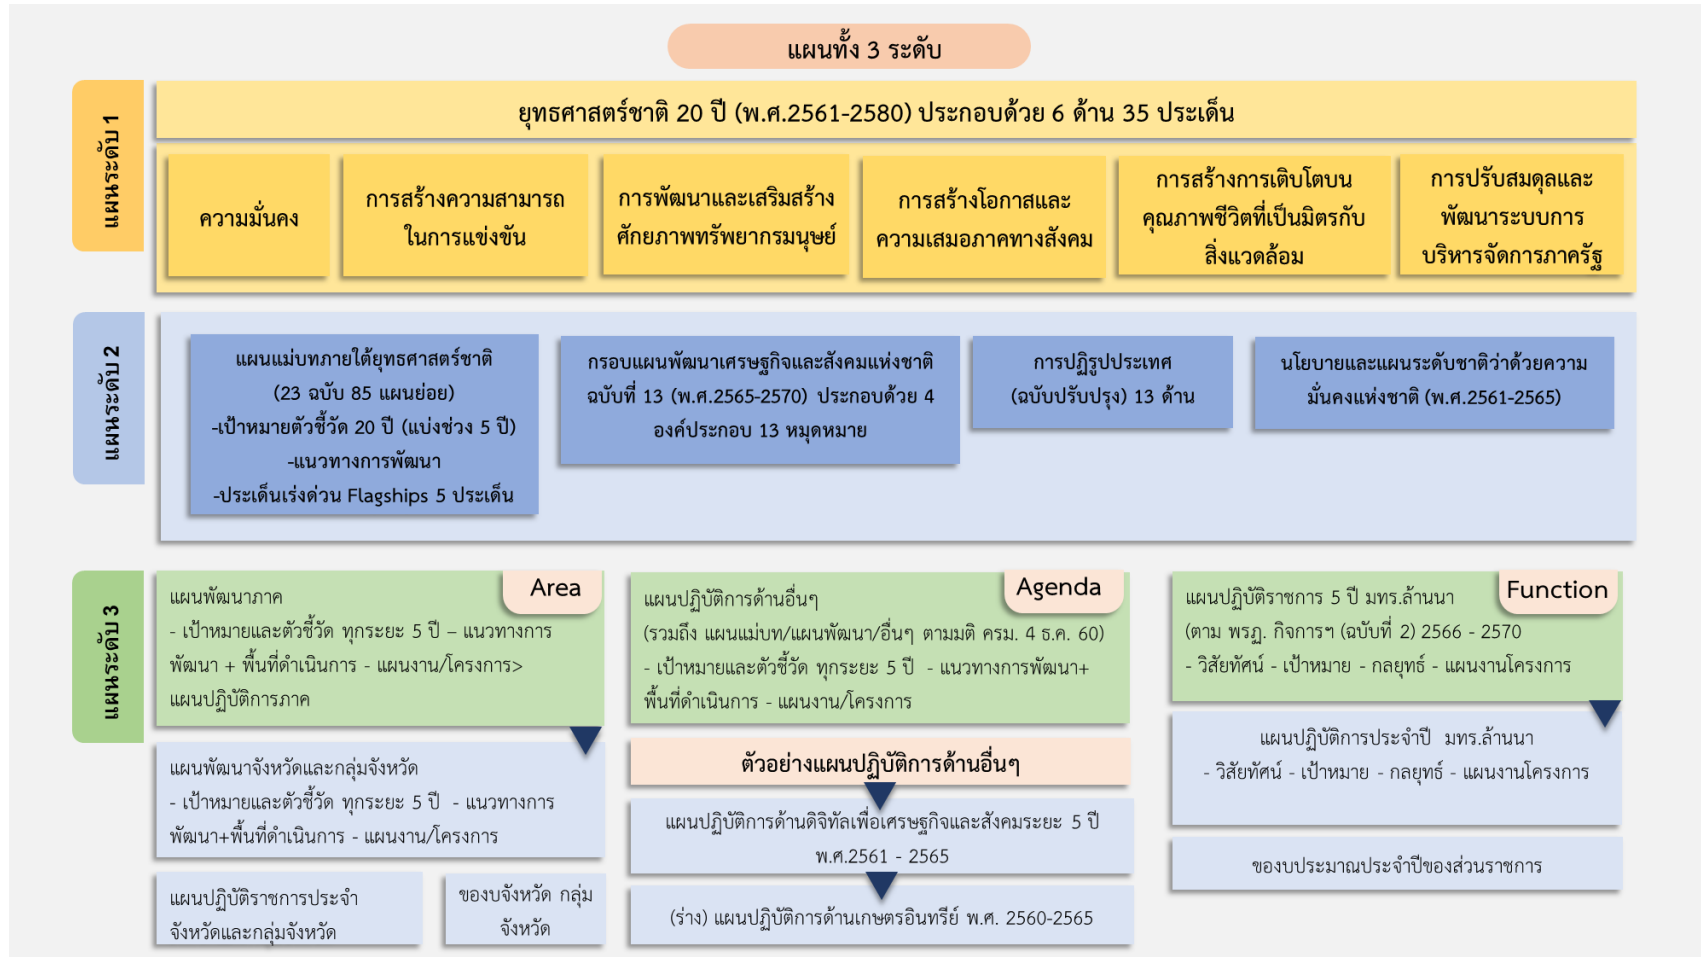 แผนทั้ง 3 ระดับ
แผนระดับ 1
ยุทธศาสตร์ชาติ 20 ปี (พ.ศ.2561-2580) ประกอบด้วย 6 ด้าน 35 ประเด็น
ความมั่นคง
การสร้างความสามารถ
ในการแข่งขัน
การพัฒนาและเสริมสร้าง
ศักยภาพทรัพยากรมนุษย์
การสร้างโอกาสและ
ความเสมอภาคทางสังคม
การสร้างการเติบโตบน
คุณภาพชีวิตที่เป็นมิตรกับ
สิ่งแวดล้อม
การปรับสมดุลและ
พัฒนาระบบการ
บริหารจัดการภาครัฐ
แผนระดับ 2
แผนแม่บทภายใต้ยุทธศาสตร์ชาติ
(23 ฉบับ 85 แผนย่อย)
-เป้าหมายตัวชี้วัด 20 ปี (แบ่งช่วง 5 ปี)
-แนวทางการพัฒนา
-ประเด็นเร่งด่วน Flagships 5 ประเด็น
กรอบแผนพัฒนาเศรษฐกิจและสังคมแห่งชาติ
ฉบับที่ 13 (พ.ศ.2565-2570) ประกอบด้วย 4
องค์ประกอบ 13 หมุดหมาย
การปฏิรูปประเทศ
(ฉบับปรับปรุง) 13 ด้าน
นโยบายและแผนระดับชาติว่าด้วยความ
มั่นคงแห่งชาติ (พ.ศ.2561-2565)
แผนระดับ 3
Area
แผนพัฒนาภาค
- เป้าหมายและตัวชี้วัด ทุกระยะ 5 ปี – แนวทางการ
พัฒนา + พื้นที่ดำเนินการ - แผนงาน/โครงการ>
แผนปฏิบัติการภาค
แผนพัฒนาจังหวัดและกลุ่มจังหวัด
- เป้าหมายและตัวชี้วัด ทุกระยะ 5 ปี - แนวทางการ
พัฒนา+พื้นที่ดำเนินการ - แผนงาน/โครงการ
แผนปฏิบัติราชการประจำ
จังหวัดและกลุ่มจังหวัด
ของบจังหวัด กลุ่ม
จังหวัด
Agenda
แผนปฏิบัติการด้านอื่นๆ
(รวมถึง แผนแม่บท/แผนพัฒนา/อื่นๆ ตามมติ ครม. 4 ธ.ค. 60)
- เป้าหมายและตัวชี้วัด ทุกระยะ 5 ปี - แนวทางการพัฒนา+
พื้นที่ดำเนินการ - แผนงาน/โครงการ
ตัวอย่างแผนปฏิบัติการด้านอื่นๆ
แผนปฏิบัติการด้านดิจิทัลเพื่อเศรษฐกิจและสังคมระยะ 5 ปี
พ.ศ.2561 - 2565
(ร่าง) แผนปฏิบัติการด้านเกษตรอินทรีย์ พ.ศ. 2560-2565
Function
แผนปฏิบัติราชการ 5 ปี มทร.ล้านนา
(ตาม พรฎ. กิจการฯ (ฉบับที่ 2) 2566 - 2570
- วิสัยทัศน์ - เป้าหมาย - กลยุทธ์ - แผนงานโครงการ
แผนปฏิบัติการประจำปี มทร.ล้านนา
- วิสัยทัศน์ - เป้าหมาย - กลยุทธ์ - แผนงานโครงการ
ของบประมาณประจำปีของส่วนราชการ